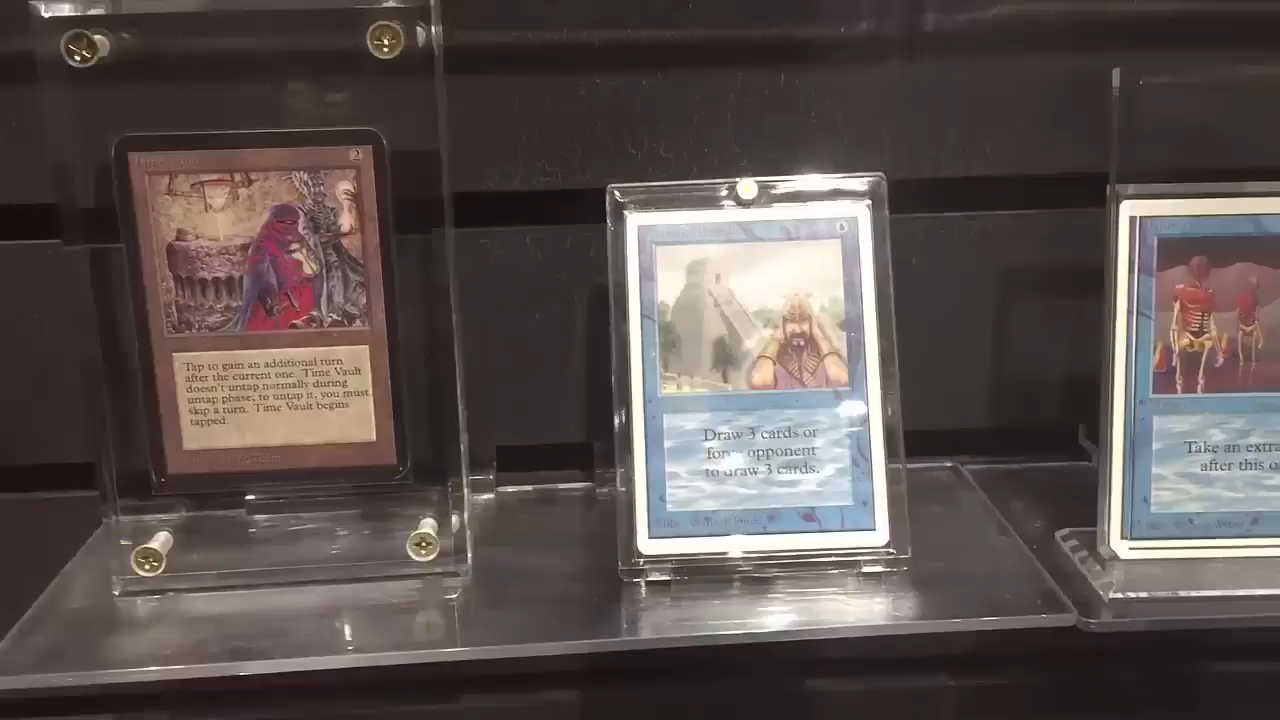 2
Tap to gain an additional turn
after the current one. Time Vault
doesn't untap normally during
untap phase; to untap it, you must
skip a turn. Time Vault begins
tapped.
Draw 3 cards or
opponent
to draw 3 cards.
Take an extra
after this